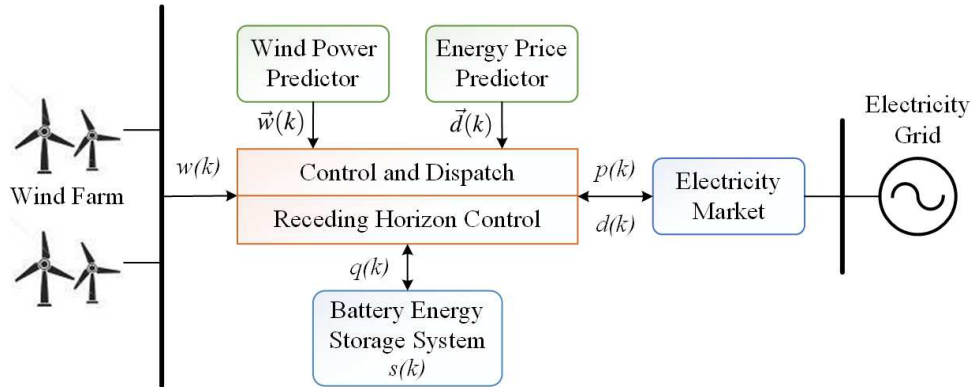 Wind Power
Predictor
Energy Price
Predictor
Electricity
Grid
w⃗(k)
d⃗(k)
Wind Farm
w(k)
Control and Dispatch
Receding Horizon Control
p(k)
d(k)
Electricity
Market
q(k)
Battery Energy
Storage System
s(k)